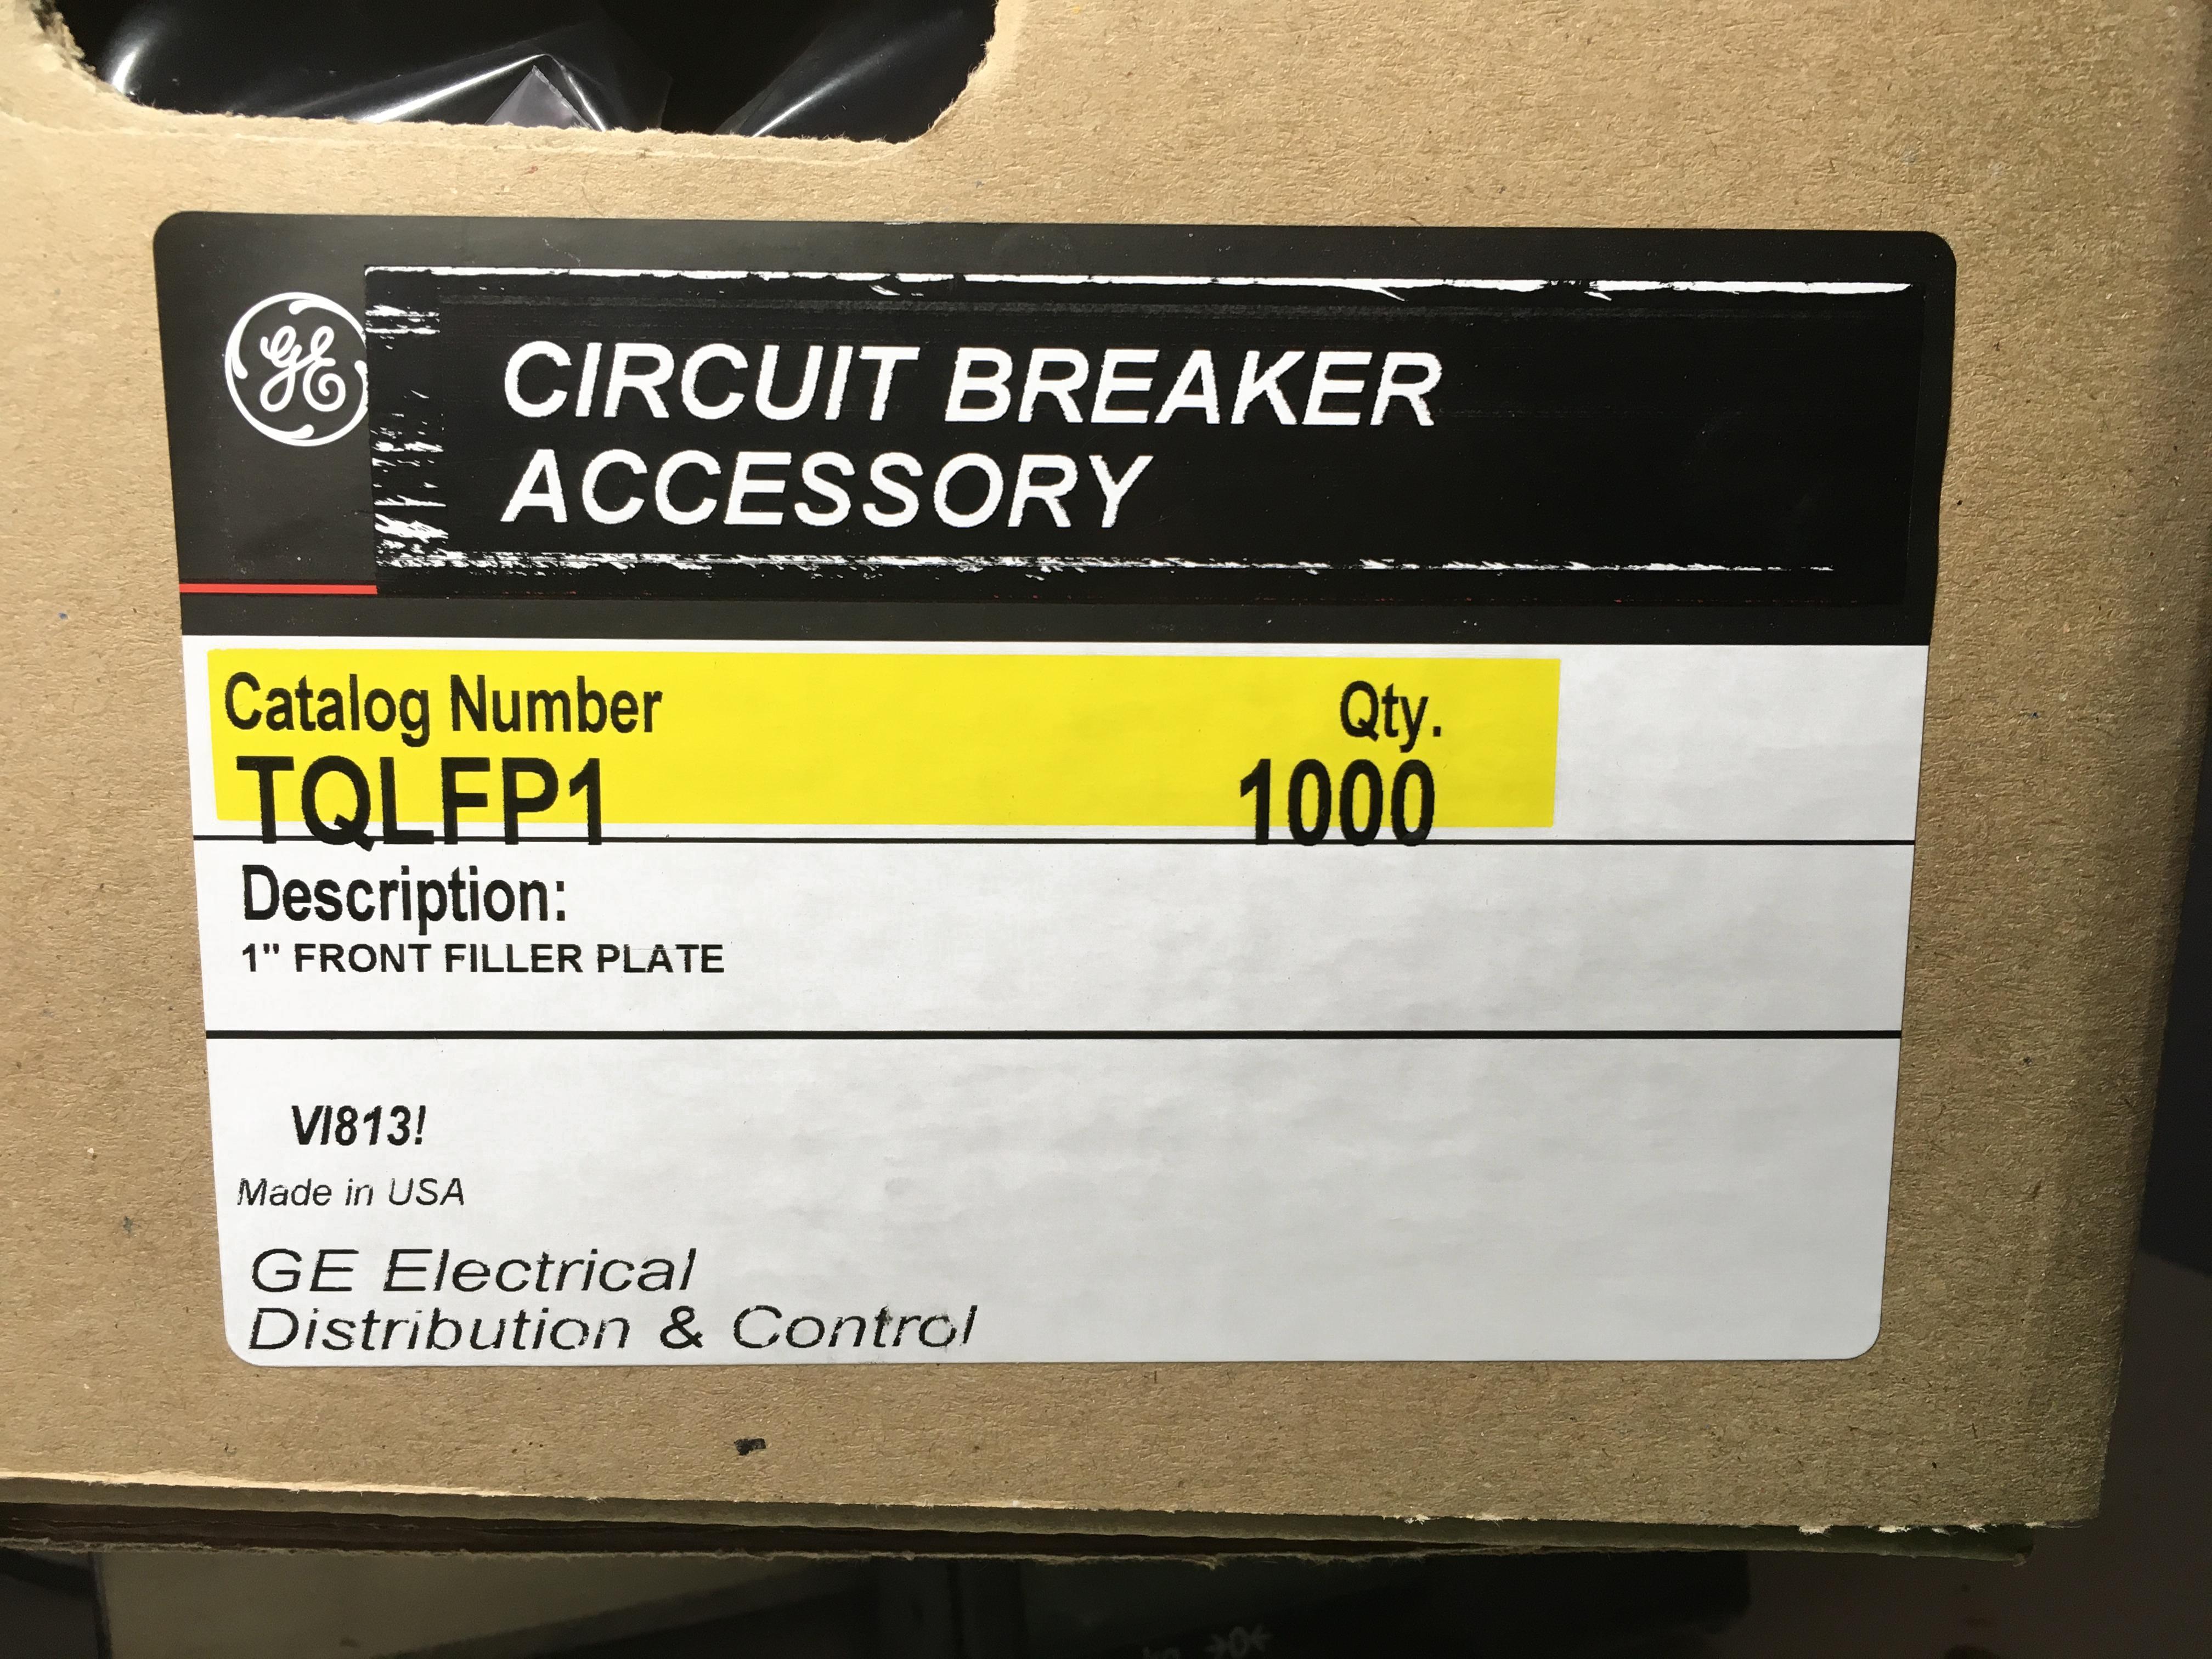 GE
CIRCUIT BREAKER
ACCESSORY
Catalog Number Qty.
TQLFP1 1000
Description:
1" FRONT FILLER PLATE
VI813!
Made in USA
GE Electrical
Distribution & Control